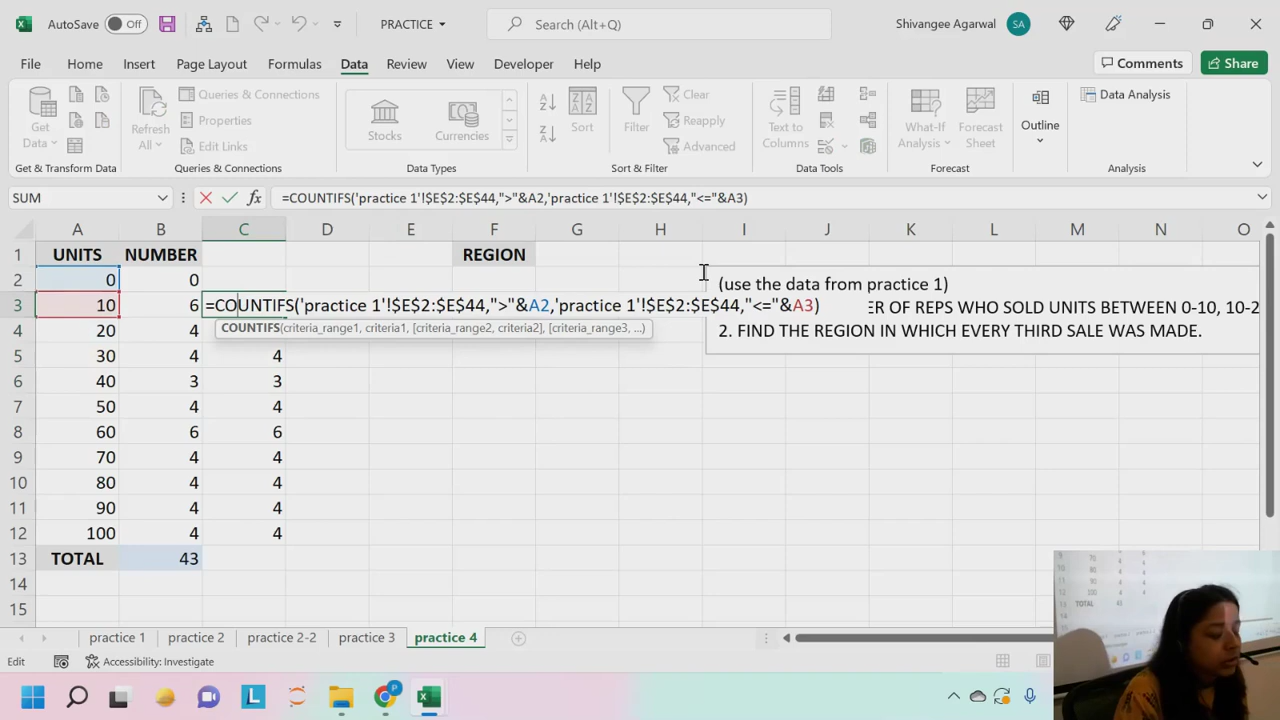 AutoSave Off PRACTICE Search (Alt+Q) Shivangee Agarwal SA
File Home Insert Page Layout Formulas Data Review View Developer Help Comments Share
Get Data Refresh All Queries & Connections Properties Edit Links Stocks Currencies Sort Filter Clear Reapply Advanced Text to Columns What-If Analysis Forecast Sheet Outline Data Analysis
Get & Transform Data Queries & Connections Data Types Sort & Filter Data Tools Forecast Analysis
SUM fx =COUNTIFS('practice 1'!$E$2:$E$44,">"&A2,'practice 1'!$E$2:$E$44,"<="&A3)
A B C D E F G H I J K L M N O
1 UNITS NUMBER REGION
2 0 0 (use the data from practice 1)
3 10 6 =COUNTIFS('practice 1'!$E$2:$E$44,">"&A2,'practice 1'!$E$2:$E$44,"<="&A3) ER OF REPS WHO SOLD UNITS BETWEEN 0-10, 10-2
COUNTIFS(criteria_range1, criteria1, [criteria_range2, criteria2], [criteria_range3, ...)
4 20 4 2. FIND THE REGION IN WHICH EVERY THIRD SALE WAS MADE.
5 30 4 4
6 40 3 3
7 50 4 4
8 60 6 6
9 70 4 4
10 80 4 4
11 90 4 4
12 100 4 4
13 TOTAL 43
14
15
practice 1 practice 2 practice 2-2 practice 3 practice 4
Edit Accessibility: Investigate